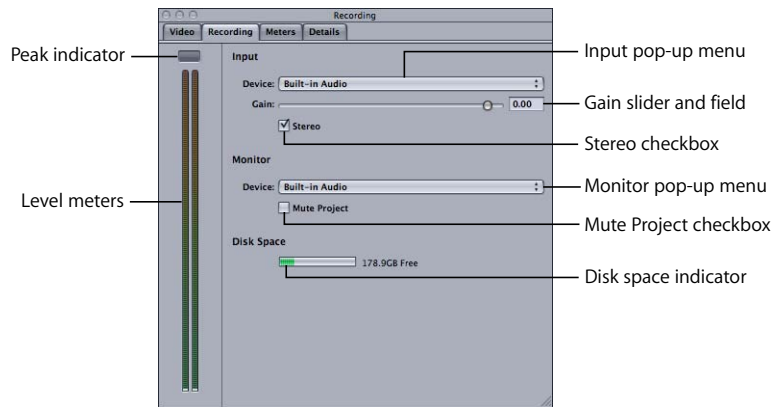 Recording
Video Recording Meters Details
Peak indicator
Input
Input pop-up menu
Device: Built-in Audio
Gain: 0.00
Gain slider and field
Stereo
Stereo checkbox
Monitor
Level meters
Device: Built-in Audio
Monitor pop-up menu
Mute Project
Mute Project checkbox
Disk Space
178.9GB Free
Disk space indicator